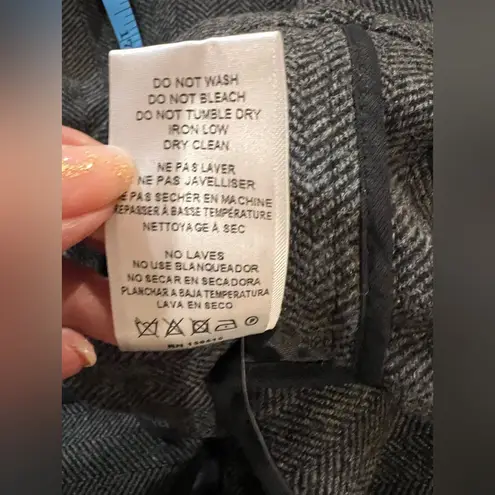 DO NOT WASH
DO NOT BLEACH
DO NOT TUMBLE DRY
IRON LOW
DRY CLEAN
NE PAS LAVER
NE PAS JAVELLISER
NE PAS SECHER EN MACHINE
REPASSER À BASSE TEMPÉRATURE
NETTOYAGE À SEC
NO LAVES
NO USE BLANQUEADOR
NO SECAR EN SECADORA
PLANCHAR A BAJA TEMPERATURA
LAVA EN SECO
P
RN